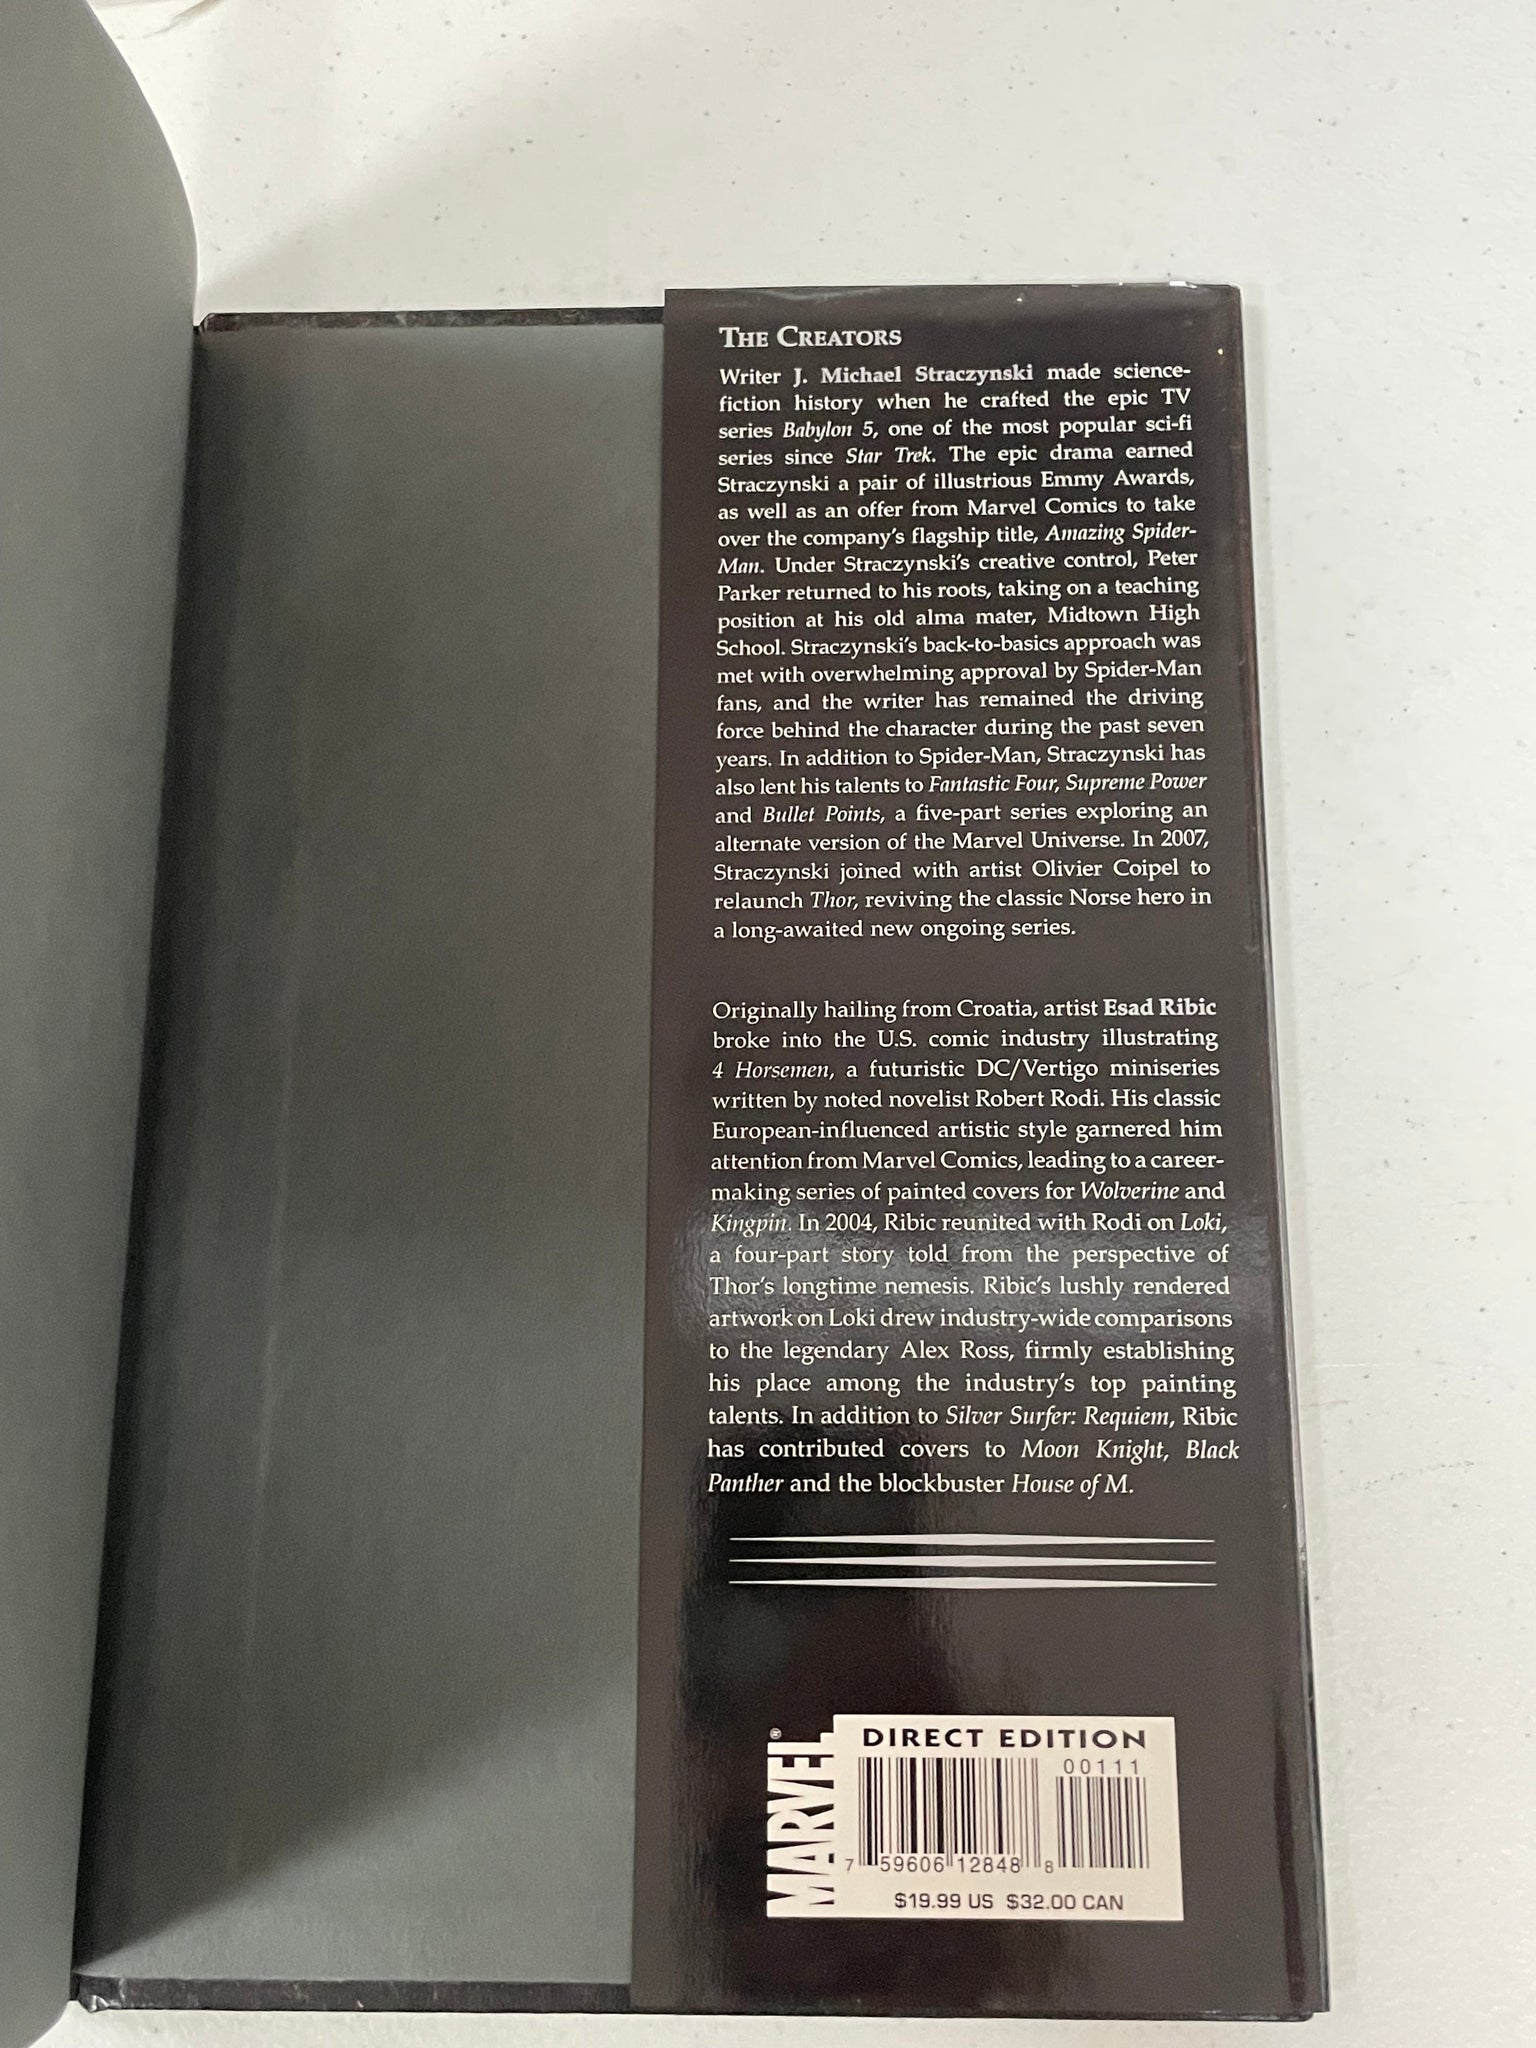 THE CREATORS
Writer J. Michael Straczynski made science-
fiction history when he crafted the epic TV
series Babylon 5, one of the most popular sci-fi
series since Star Trek. The epic drama earned
Straczynski a pair of illustrious Emmy Awards,
as well as an offer from Marvel Comics to take
over the company's flagship title, Amazing Spider-
Man. Under Straczynski's creative control, Peter
Parker returned to his roots, taking on a teaching
position at his old alma mater, Midtown High
School. Straczynski's back-to-basics approach was
met with overwhelming approval by Spider-Man
fans, and the writer has remained the driving
force behind the character during the past seven
years. In addition to Spider-Man, Straczynski has
also lent his talents to Fantastic Four, Supreme Power
and Bullet Points, a five-part series exploring an
alternate version of the Marvel Universe. In 2007,
Straczynski joined with artist Olivier Coipel to
relaunch Thor, reviving the classic Norse hero in
a long-awaited new ongoing series.
Originally hailing from Croatia, artist Esad Ribic
broke into the U.S. comic industry illustrating
4 Horsemen, a futuristic DC/Vertigo miniseries
written by noted novelist Robert Rodi. His classic
European-influenced artistic style garnered him
attention from Marvel Comics, leading to a career-
making series of painted covers for Wolverine and
Kingpin. In 2004, Ribic reunited with Rodi on Loki,
a four-part story told from the perspective of
Thor's longtime nemesis. Ribic's lushly rendered
artwork on Loki drew industry-wide comparisons
to the legendary Alex Ross, firmly establishing
his place among the industry's top painting
talents. In addition to Silver Surfer: Requiem, Ribic
has contributed covers to Moon Knight, Black
Panther and the blockbuster House of M.
MARVEL®
DIRECT EDITION
00111
7 59606 12848 8
$19.99 US $32.00 CAN